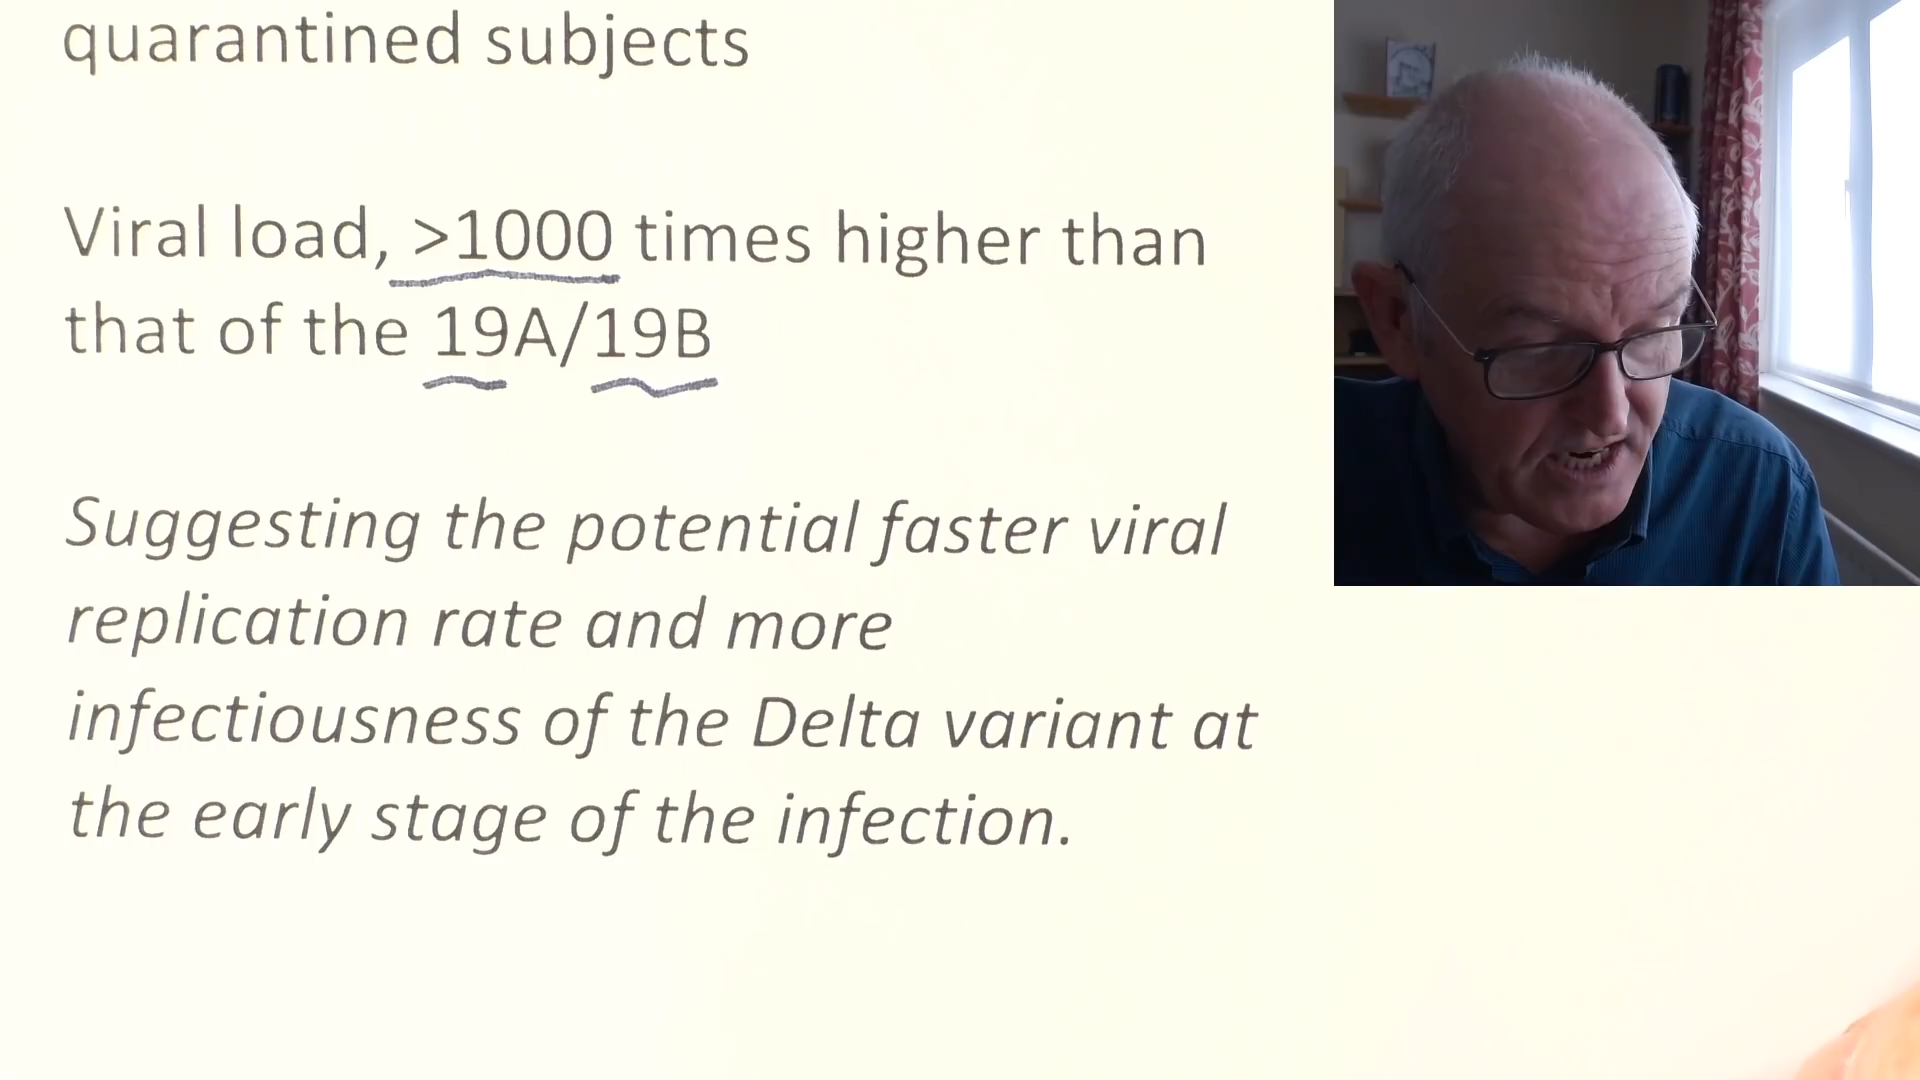 quarantined subjects
Viral load, >1000 times higher than
that of the 19A/19B
Suggesting the potential faster viral
replication rate and more
infectiousness of the Delta variant at
the early stage of the infection.